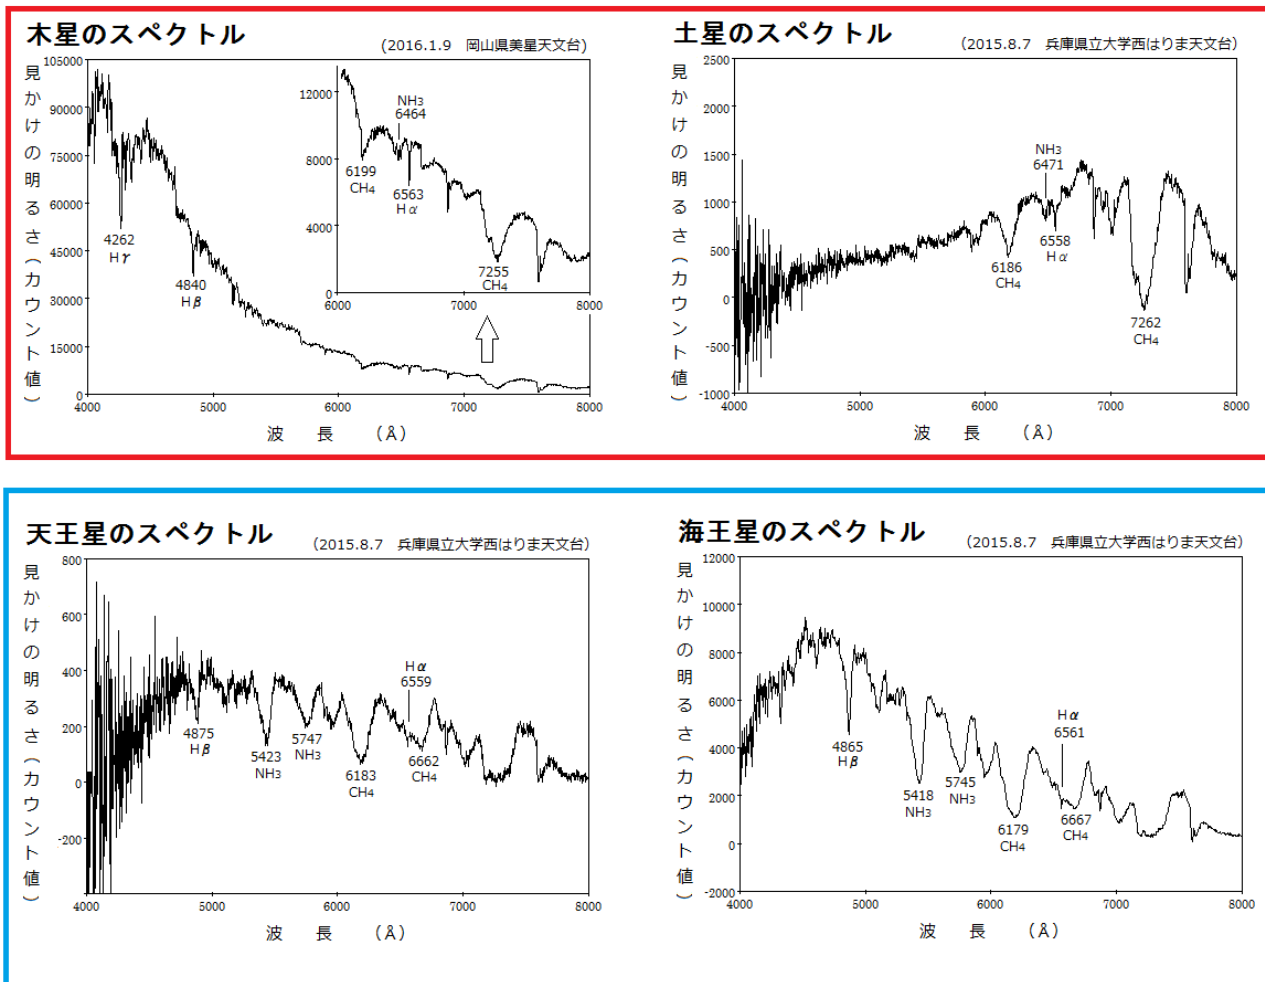 木星のスペクトル
(2016.1.9 岡山県美星天文台)
見かけの明るさ(カウント値)
105000
90000
75000
60000
45000
30000
15000
0
4000 5000 6000 7000 8000
波 長 (Å)
4262
Hγ
4840
Hβ
12000
8000
4000
0
6000 7000 8000
NH3
6464
6199
CH4
6563
Hα
7255
CH4
土星のスペクトル
(2015.8.7 兵庫県立大学西はりま天文台)
見かけの明るさ(カウント値)
2500
2000
1500
1000
500
0
-500
-1000
4000 5000 6000 7000 8000
波 長 (Å)
NH3
6471
6186
CH4
6558
Hα
7262
CH4
天王星のスペクトル
(2015.8.7 兵庫県立大学西はりま天文台)
見かけの明るさ(カウント値)
800
600
400
200
0
-200
4000 5000 6000 7000 8000
波 長 (Å)
4875
Hβ
5423
NH3
5747
NH3
6183
CH4
Hα
6559
6662
CH4
海王星のスペクトル
(2015.8.7 兵庫県立大学西はりま天文台)
見かけの明るさ(カウント値)
12000
10000
8000
6000
4000
2000
0
-2000
4000 5000 6000 7000 8000
波 長 (Å)
4865
Hβ
5418
NH3
5745
NH3
6179
CH4
Hα
6561
6667
CH4